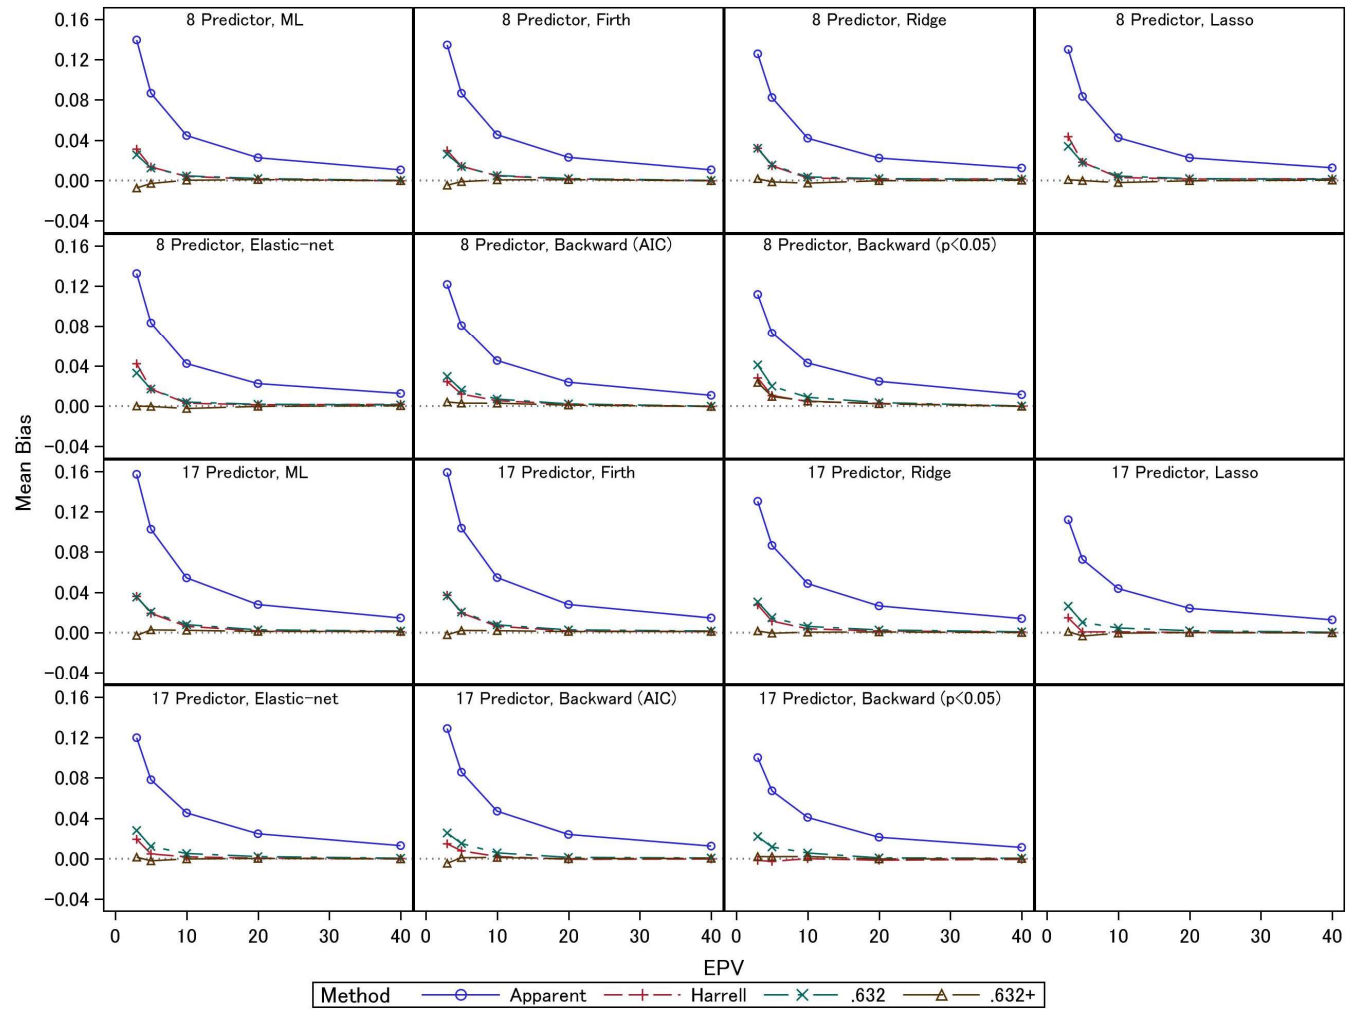 8 Predictor, ML
8 Predictor, Firth
8 Predictor, Ridge
8 Predictor, Lasso
0.16
0.12
0.08
0.04
0.00
−0.04
8 Predictor, Elastic-net
8 Predictor, Backward (AIC)
8 Predictor, Backward (p<0.05)
0.16
0.12
0.08
0.04
0.00
−0.04
Mean Bias
17 Predictor, ML
17 Predictor, Firth
17 Predictor, Ridge
17 Predictor, Lasso
0.16
0.12
0.08
0.04
0.00
−0.04
17 Predictor, Elastic-net
17 Predictor, Backward (AIC)
17 Predictor, Backward (p<0.05)
0.16
0.12
0.08
0.04
0.00
−0.04
0 10 20 30 40 0 10 20 30 40 0 10 20 30 40 0 10 20 30 40
EPV
Method Apparent Harrell .632 .632+